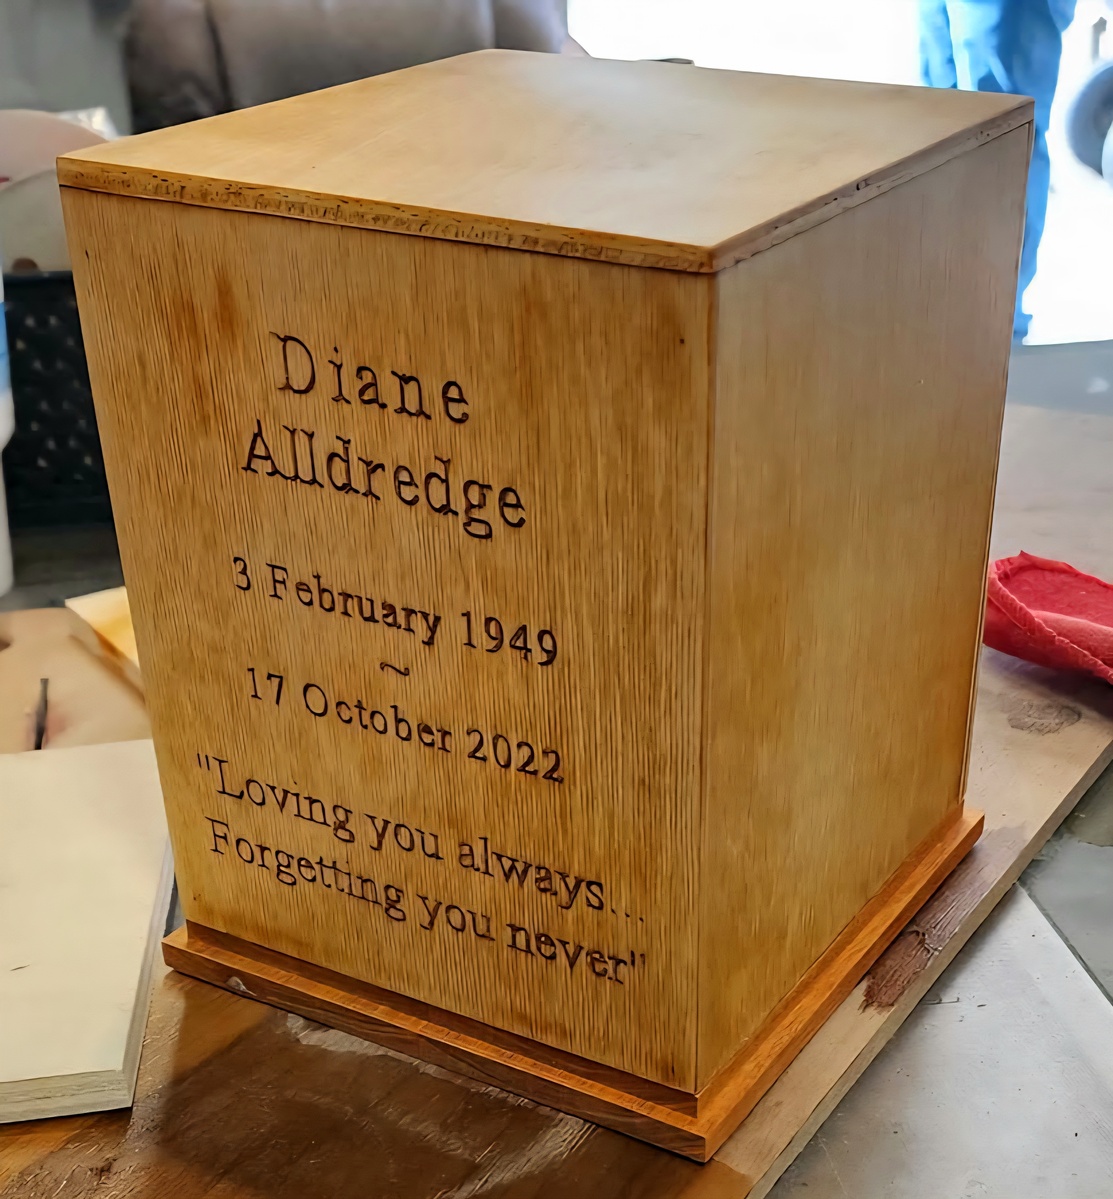 Diane
Alldredge
3 February 1949
~
17 October 2022
"Loving you always...
Forgetting you never"